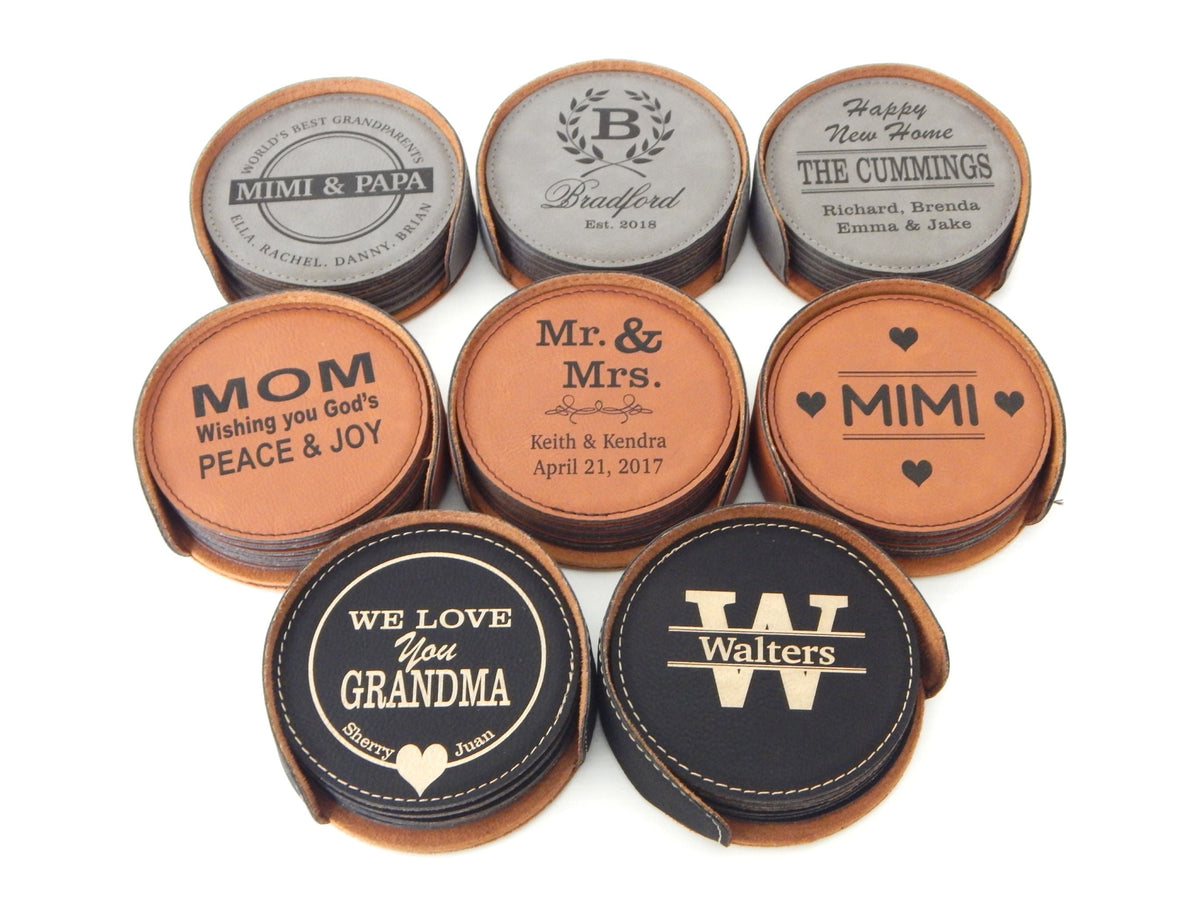 WORLD'S BEST GRANDPARENTS
MIMI & PAPA
ELLA, RACHEL, DANNY, BRIAN
B
Bradford
Est. 2018
Happy
New Home
THE CUMMINGS
Richard, Brenda
Emma & Jake
MOM
Wishing you God's
PEACE & JOY
Mr. &
Mrs.
Keith & Kendra
April 21, 2017
MIMI
WE LOVE
You
GRANDMA
Sherry Juan
W
Walters